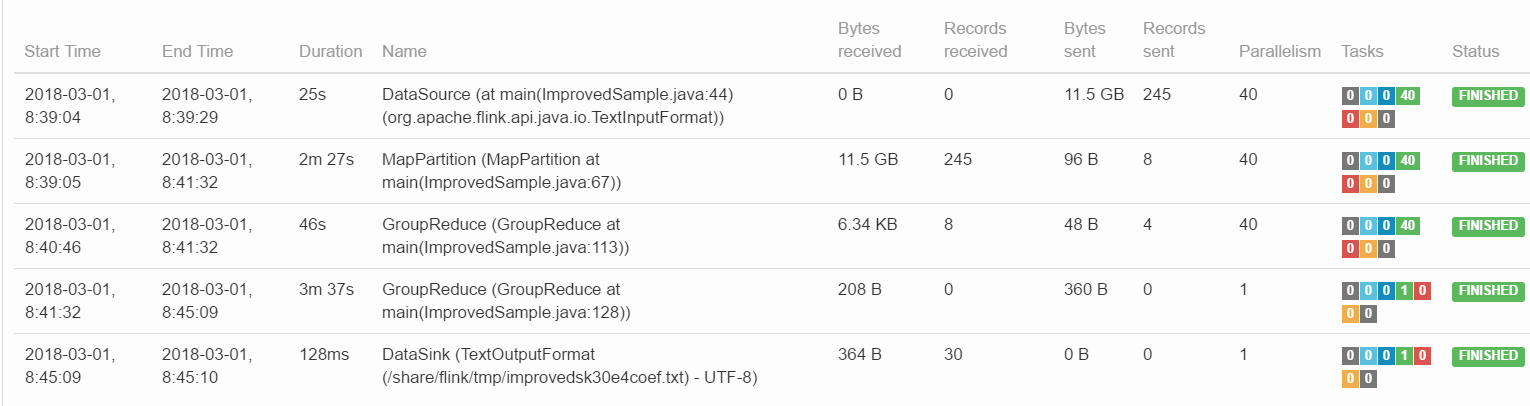 Start Time End Time Duration Name Bytes received Records received Bytes sent Records sent Parallelism Tasks Status
2018-03-01, 8:39:04 2018-03-01, 8:39:29 25s DataSource (at main(ImprovedSample.java:44) (org.apache.flink.api.java.io.TextInputFormat)) 0 B 0 11.5 GB 245 40 0 0 0 40 0 0 0 FINISHED
2018-03-01, 8:39:05 2018-03-01, 8:41:32 2m 27s MapPartition (MapPartition at main(ImprovedSample.java:67)) 11.5 GB 245 96 B 8 40 0 0 0 40 0 0 0 FINISHED
2018-03-01, 8:40:46 2018-03-01, 8:41:32 46s GroupReduce (GroupReduce at main(ImprovedSample.java:113)) 6.34 KB 8 48 B 4 40 0 0 0 40 0 0 0 FINISHED
2018-03-01, 8:41:32 2018-03-01, 8:45:09 3m 37s GroupReduce (GroupReduce at main(ImprovedSample.java:128)) 208 B 0 360 B 0 1 0 0 0 1 0 0 0 FINISHED
2018-03-01, 8:45:09 2018-03-01, 8:45:10 128ms DataSink (TextOutputFormat (/share/flink/tmp/improvedsk30e4coef.txt) - UTF-8) 364 B 30 0 B 0 1 0 0 0 1 0 0 0 FINISHED